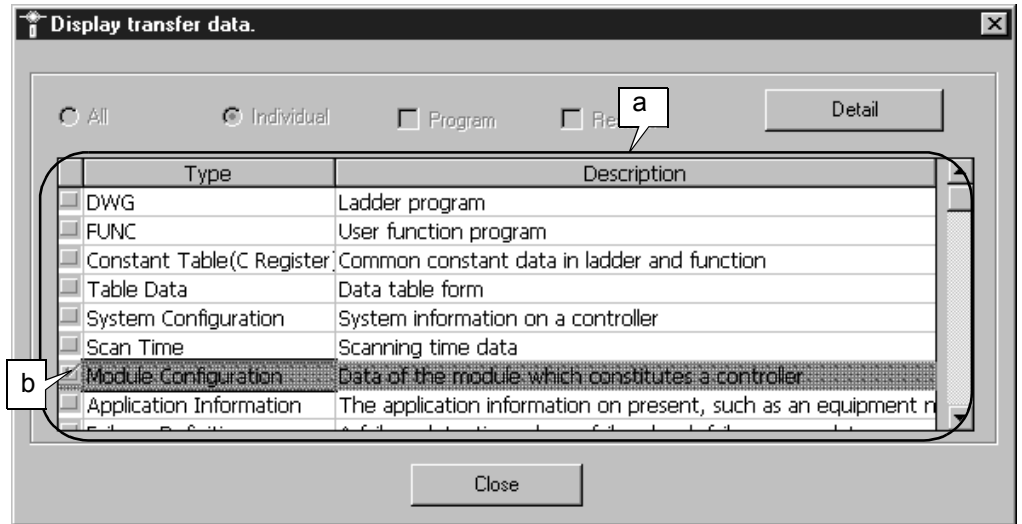 Display transfer data.
All Individual Program Re
a
Detail
Type Description
DWG Ladder program
FUNC User function program
Constant Table(C Register Common constant data in ladder and function
Table Data Data table form
System Configuration System information on a controller
Scan Time Scanning time data
b
Module Configuration Data of the module which constitutes a controller
Application Information The application information on present, such as an equipment n
Close